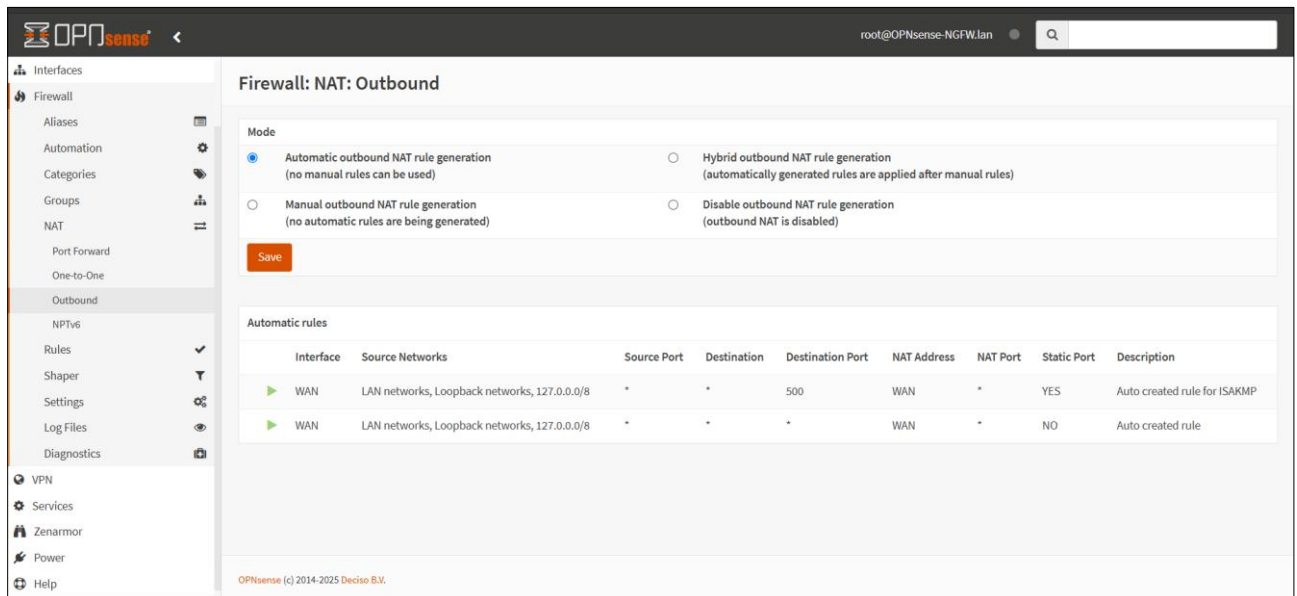 OPNsense
root@OPNsense-NGFW.lan
Interfaces
Firewall
Aliases
Automation
Categories
Groups
NAT
Port Forward
One-to-One
Outbound
NPTv6
Rules
Shaper
Settings
Log Files
Diagnostics
VPN
Services
Zenarmor
Power
Help
Firewall: NAT: Outbound
Mode
Automatic outbound NAT rule generation
(no manual rules can be used)
Hybrid outbound NAT rule generation
(automatically generated rules are applied after manual rules)
Manual outbound NAT rule generation
(no automatic rules are being generated)
Disable outbound NAT rule generation
(outbound NAT is disabled)
Save
Automatic rules
Interface Source Networks Source Port Destination Destination Port NAT Address NAT Port Static Port Description
WAN LAN networks, Loopback networks, 127.0.0.0/8 * * 500 WAN * YES Auto created rule for ISAKMP
WAN LAN networks, Loopback networks, 127.0.0.0/8 * * * WAN * NO Auto created rule
OPNsense (c) 2014-2025 Deciso B.V.